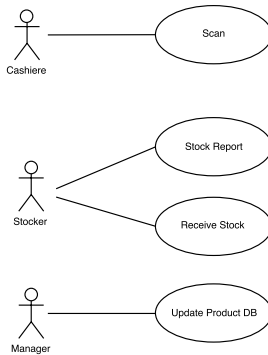 Scan
Cashiere
Stock Report
Stocker
Receive Stock
Update Product DB
Manager